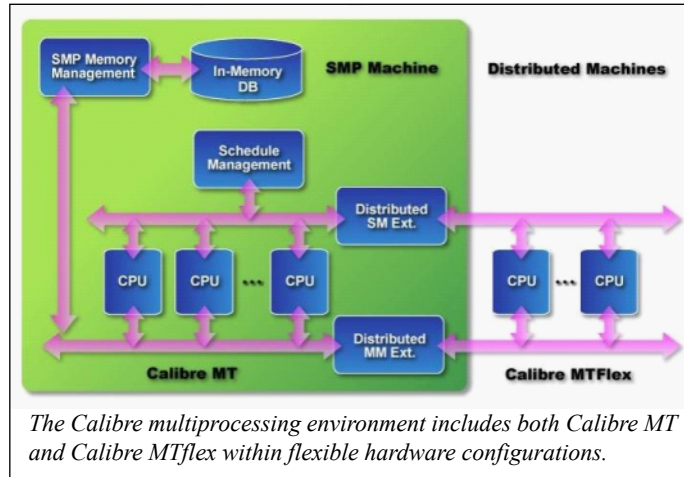 SMP Memory
Management
In-Memory
DB
SMP Machine
Distributed Machines
Schedule
Management
Distributed
SM Ext.
CPU
CPU
•••
CPU
CPU
•••
CPU
Distributed
MM Ext.
Calibre MT
Calibre MTFlex
The Calibre multiprocessing environment includes both Calibre MT
and Calibre MTflex within flexible hardware configurations.